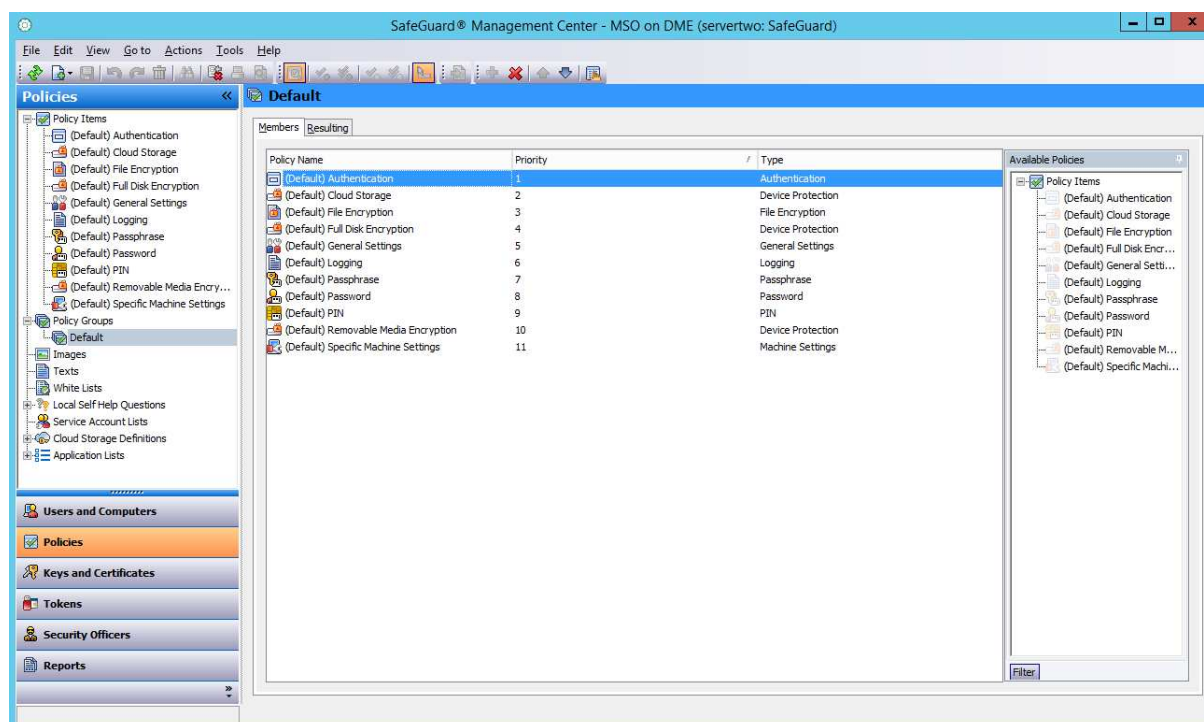 SafeGuard® Management Center - MSO on DME (servertwo: SafeGuard)
File Edit View Go to Actions Tools Help
Policies «
Default
Policy Items
(Default) Authentication
(Default) Cloud Storage
(Default) File Encryption
(Default) Full Disk Encryption
(Default) General Settings
(Default) Logging
(Default) Passphrase
(Default) Password
(Default) PIN
(Default) Removable Media Encry...
(Default) Specific Machine Settings
Policy Groups
Default
Images
Texts
White Lists
Local Self Help Questions
Service Account Lists
Cloud Storage Definitions
Application Lists
Users and Computers
Policies
Keys and Certificates
Tokens
Security Officers
Reports
Members Resulting
Policy Name Priority Type
(Default) Authentication 1 Authentication
(Default) Cloud Storage 2 Device Protection
(Default) File Encryption 3 File Encryption
(Default) Full Disk Encryption 4 Device Protection
(Default) General Settings 5 General Settings
(Default) Logging 6 Logging
(Default) Passphrase 7 Passphrase
(Default) Password 8 Password
(Default) PIN 9 PIN
(Default) Removable Media Encryption 10 Device Protection
(Default) Specific Machine Settings 11 Machine Settings
Available Policies
Policy Items
(Default) Authentication
(Default) Cloud Storage
(Default) File Encryption
(Default) Full Disk Encr...
(Default) General Setti...
(Default) Logging
(Default) Passphrase
(Default) Password
(Default) PIN
(Default) Removable M...
(Default) Specific Machi...
Filter